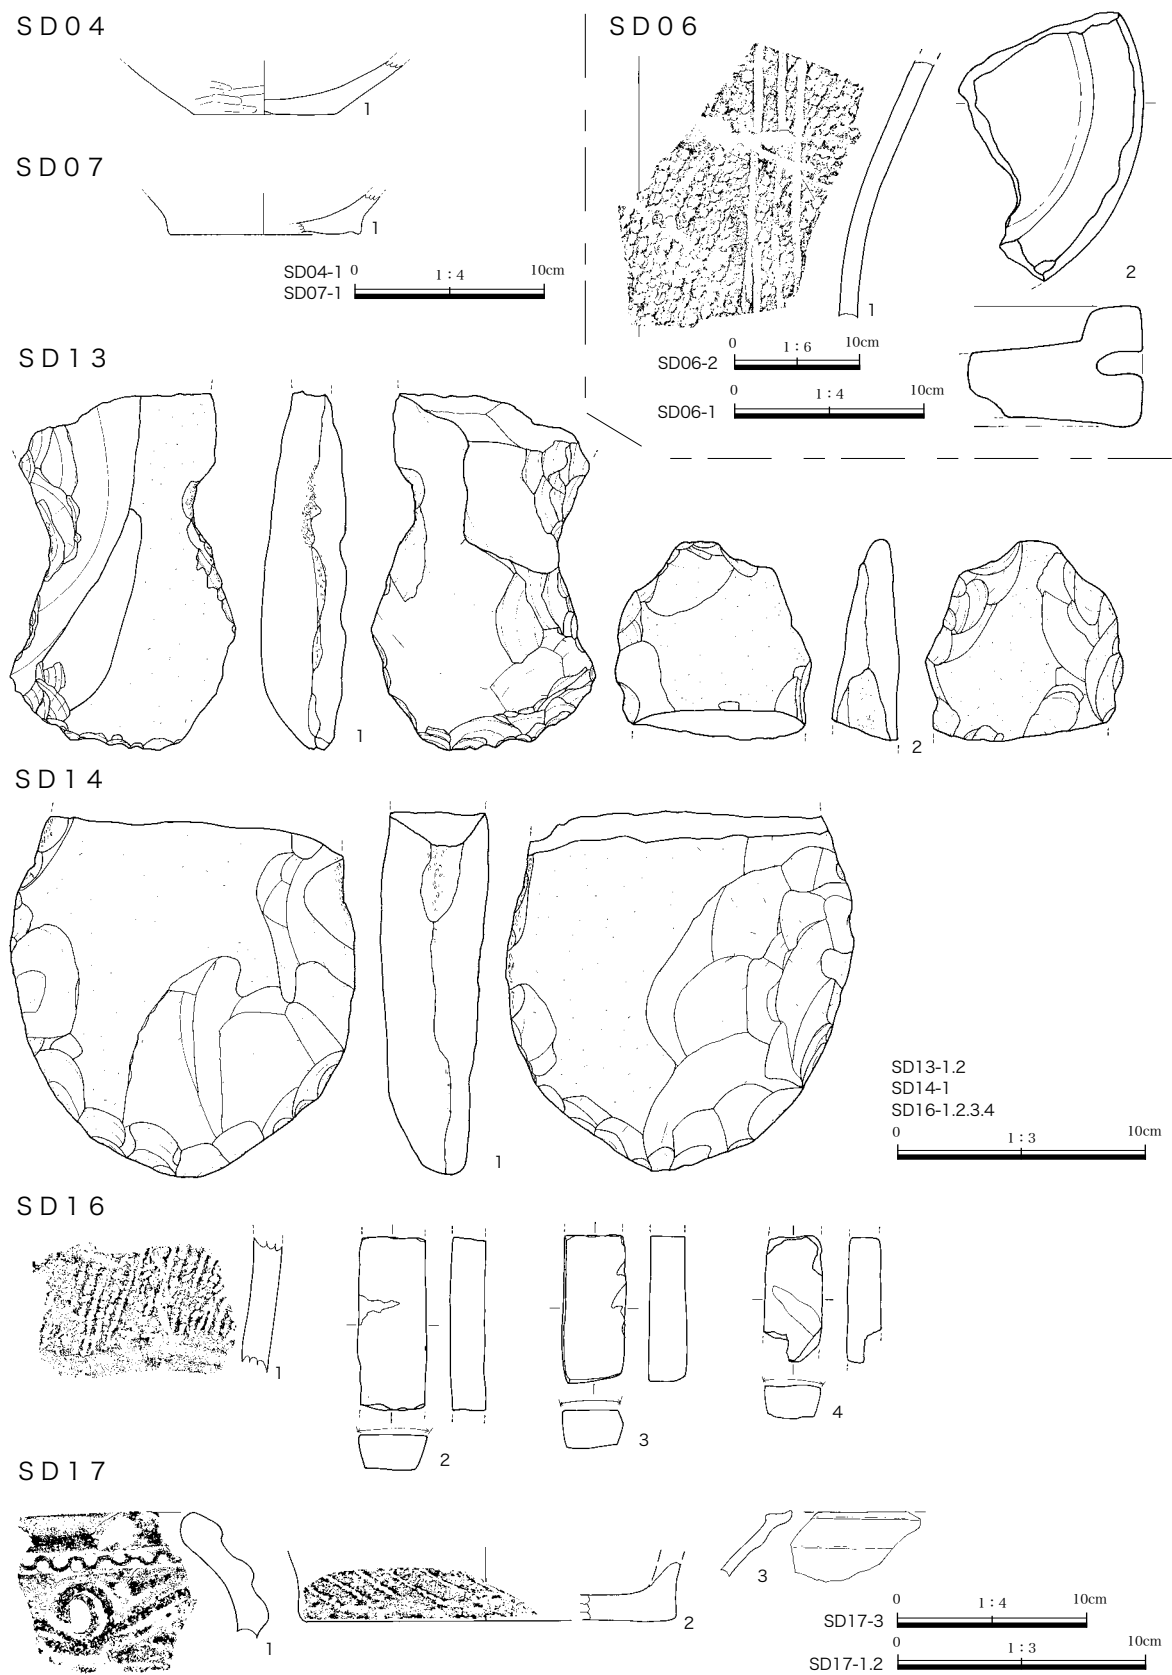 SD04
1
SD07
1
SD04-1
SD07-1
0 1:4 10cm
SD06
1
2
SD06-2
0 1:6 10cm
SD06-1
0 1:4 10cm
SD13
1
2
SD14
1
SD13-1.2
SD14-1
SD16-1.2.3.4
0 1:3 10cm
SD16
1
2
3
4
SD17
1
2
3
SD17-3
0 1:4 10cm
SD17-1.2
0 1:3 10cm